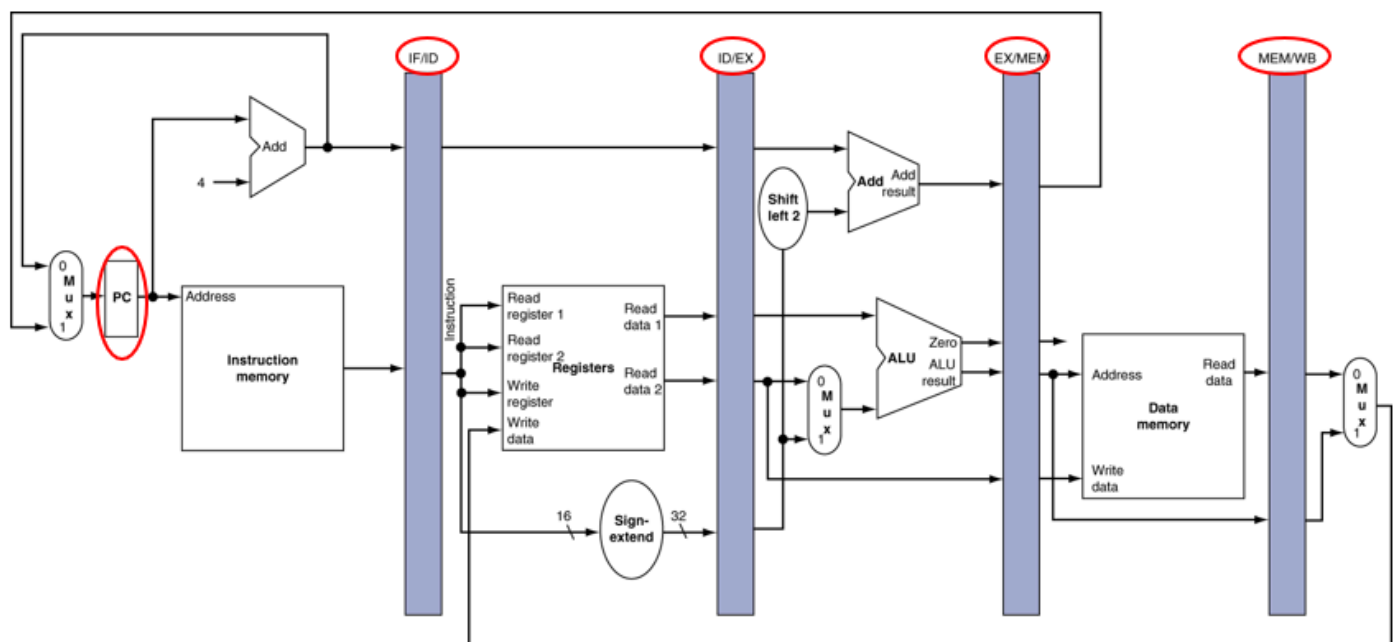 IF/ID
ID/EX
EX/MEM
MEM/WB
Add
4
Shift
left 2
Add
Add
result
0
M
u
x
1
PC
Address
Instruction
memory
Instruction
Read
register 1
Read
register 2
Write
register
Write
data
Registers
Read
data 1
Read
data 2
16
Sign-
extend
32
0
M
u
x
1
ALU
Zero
ALU
result
Address
Read
data
Data
memory
Write
data
0
M
u
x
1